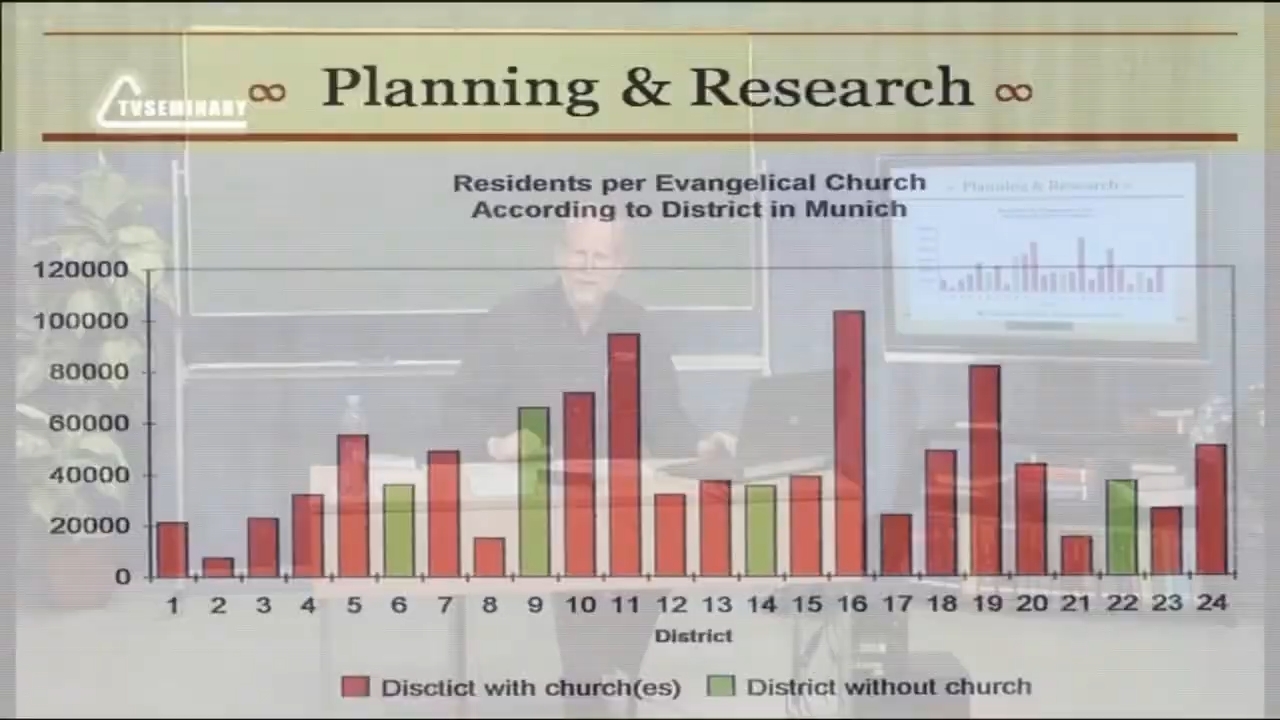 ∞ Planning & Research ∞
TVSEMINARY
Residents per Evangelical Church
According to District in Munich
120000
100000
80000
60000
40000
20000
0
1 2 3 4 5 6 7 8 9 10 11 12 13 14 15 16 17 18 19 20 21 22 23 24
District
Disctict with church(es) District without church
Planning & Research